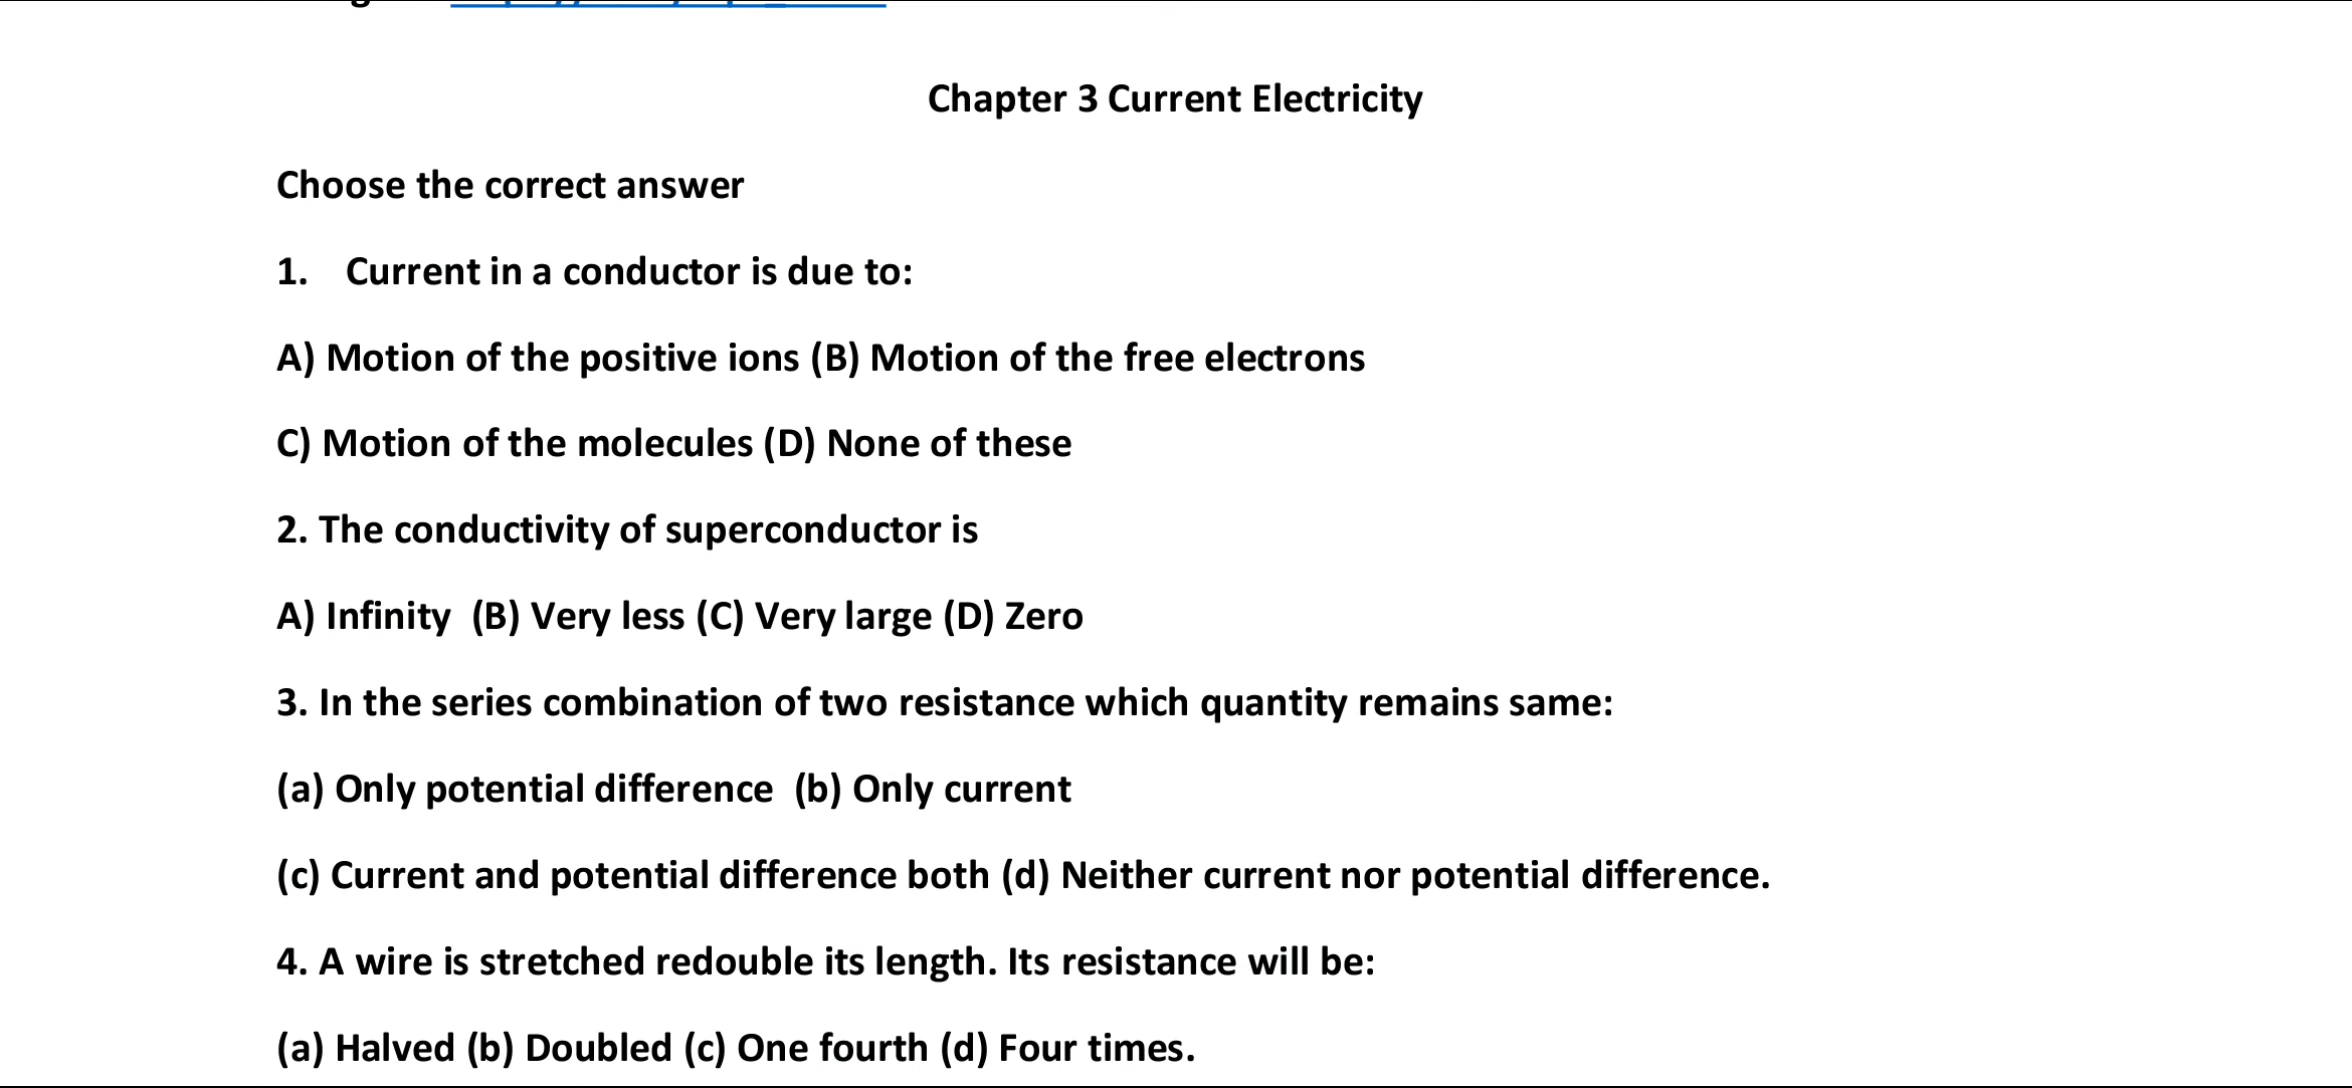 Chapter 3 Current Electricity
Choose the correct answer
1. Current in a conductor is due to:
A) Motion of the positive ions (B) Motion of the free electrons
C) Motion of the molecules (D) None of these
2. The conductivity of superconductor is
A) Infinity (B) Very less (C) Very large (D) Zero
3. In the series combination of two resistance which quantity remains same:
(a) Only potential difference (b) Only current
(c) Current and potential difference both (d) Neither current nor potential difference.
4. A wire is stretched redouble its length. Its resistance will be:
(a) Halved (b) Doubled (c) One fourth (d) Four times.